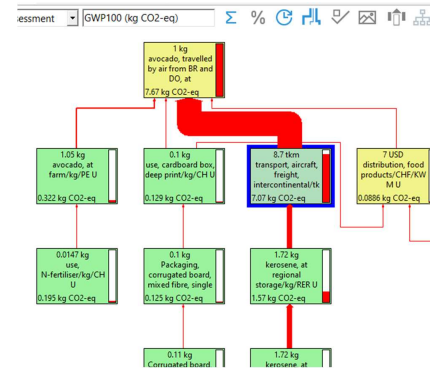 sessment
GWP100 (kg CO2-eq)
Σ %
1 kg
avocado, travelled
by air from BR and
DO, at
7.67 kg CO2-eq
1.05 kg
avocado, at
farm/kg/PE U
0.322 kg CO2-eq
0.1 kg
use, cardboard box,
deep print/kg/CH U
0.129 kg CO2-eq
8.7 tkm
transport, aircraft,
freight,
intercontinental/tk
7.07 kg CO2-eq
7 USD
distribution, food
products/CHF/KW
M U
0.0886 kg CO2-eq
0.0147 kg
use,
N-fertiliser/kg/CH
U
0.195 kg CO2-eq
0.1 kg
Packaging,
corrugated board,
mixed fibre, single
0.125 kg CO2-eq
1.72 kg
kerosene, at
regional
storage/kg/RER U
1.57 kg CO2-eq
0.11 kg
Corrugated board
1.72 kg
kerosene, at